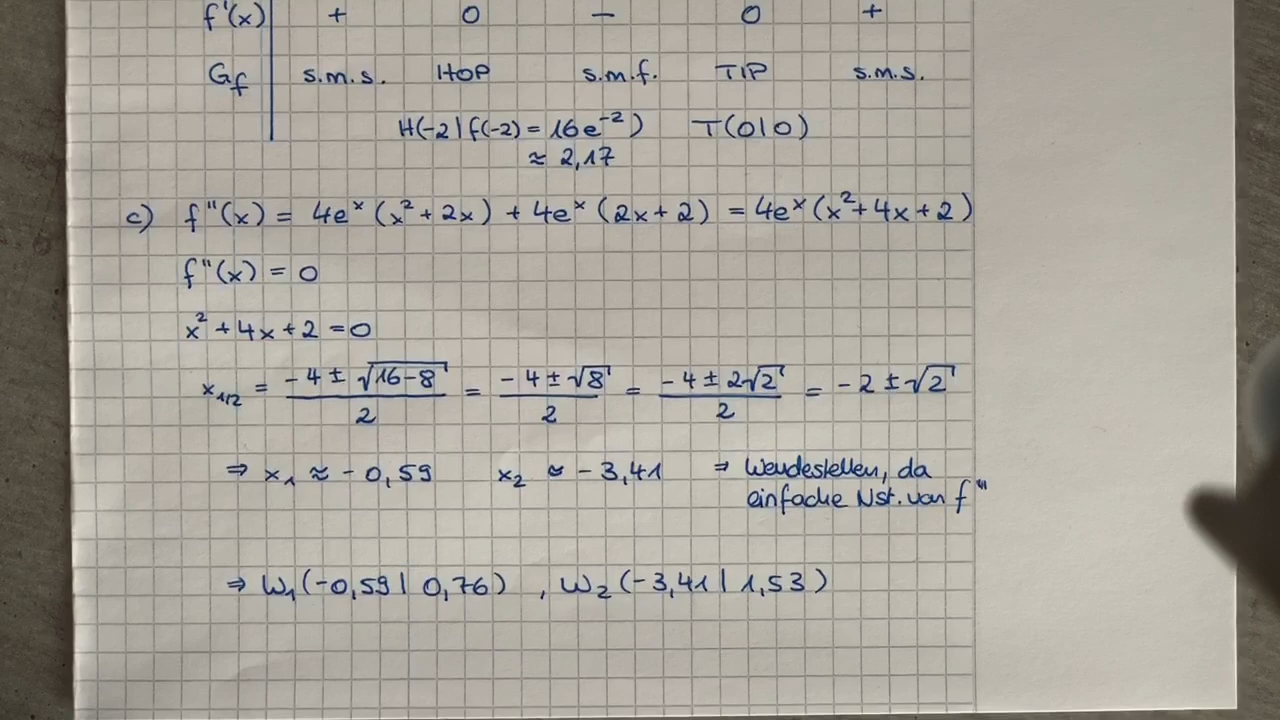 f'(x) + 0 − 0 +
Gf s.m.s. HOP s.m.f. TIP s.m.s.
H(-2|f(-2) = 16e⁻²) T(0|0)
≈ 2,17
c) f''(x) = 4eˣ(x²+2x) + 4eˣ(2x+2) = 4eˣ(x²+4x+2)
f''(x) = 0
x²+4x+2=0
x₁/₂ = (-4 ± √(16-8))/2 = (-4 ± √8)/2 = (-4 ± 2√2)/2 = -2 ± √2
⇒ x₁ ≈ -0,59 x₂ ≈ -3,41 ⇒ Wendestellen, da
einfache Nst. von f''
⇒ W₁(-0,59| 0,76) , W₂(-3,41| 1,53)